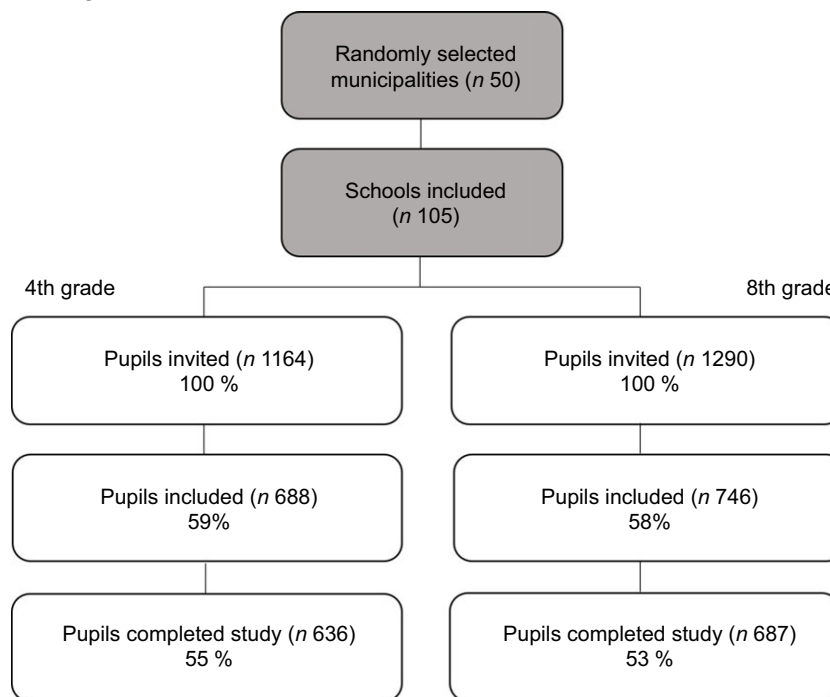 Randomly selected
municipalities (n 50)
Schools included
(n 105)
4th grade
8th grade
Pupils invited (n 1164)
100 %
Pupils invited (n 1290)
100 %
Pupils included (n 688)
59%
Pupils included (n 746)
58%
Pupils completed study (n 636)
55 %
Pupils completed study (n 687)
53 %